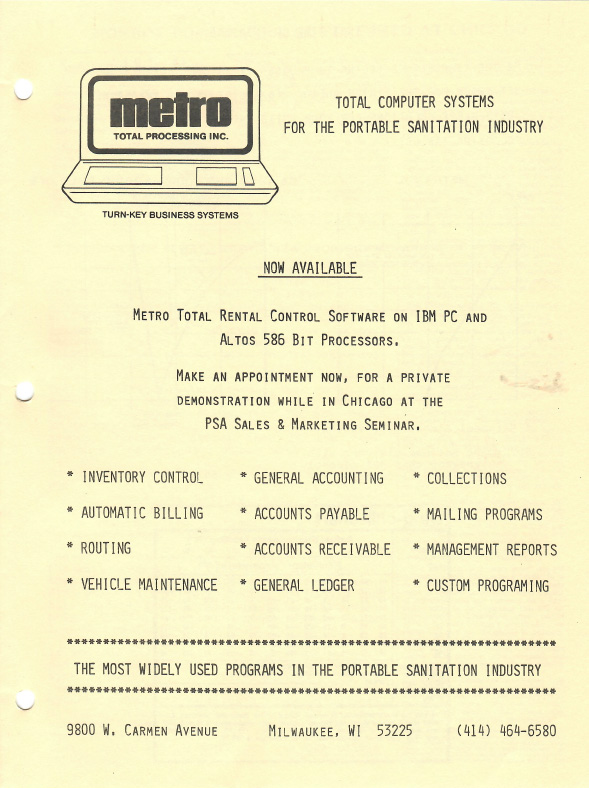 metro
TOTAL PROCESSING INC.
TURN-KEY BUSINESS SYSTEMS
TOTAL COMPUTER SYSTEMS
FOR THE PORTABLE SANITATION INDUSTRY
NOW AVAILABLE
METRO TOTAL RENTAL CONTROL SOFTWARE ON IBM PC AND
ALTOS 586 BIT PROCESSORS.
MAKE AN APPOINTMENT NOW, FOR A PRIVATE
DEMONSTRATION WHILE IN CHICAGO AT THE
PSA SALES & MARKETING SEMINAR.
* INVENTORY CONTROL * GENERAL ACCOUNTING * COLLECTIONS
* AUTOMATIC BILLING * ACCOUNTS PAYABLE * MAILING PROGRAMS
* ROUTING * ACCOUNTS RECEIVABLE * MANAGEMENT REPORTS
* VEHICLE MAINTENANCE * GENERAL LEDGER * CUSTOM PROGRAMING
THE MOST WIDELY USED PROGRAMS IN THE PORTABLE SANITATION INDUSTRY
9800 W. CARMEN AVENUE MILWAUKEE, WI 53225 (414) 464-6580